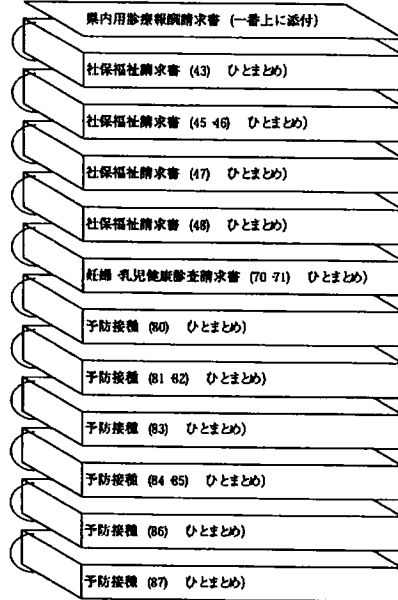 県内用診療報酬請求書 (一番上に添付)
社保福祉請求書 (43) ひとまとめ)
社保福祉請求書 (45・46) ひとまとめ)
社保福祉請求書 (47) ひとまとめ)
社保福祉請求書 (48) ひとまとめ)
妊婦・乳児健康診査請求書 (70・71) ひとまとめ)
予防接種 (80) ひとまとめ)
予防接種 (81・82) ひとまとめ)
予防接種 (83) ひとまとめ)
予防接種 (84・85) ひとまとめ)
予防接種 (86) ひとまとめ)
予防接種 (87) ひとまとめ)